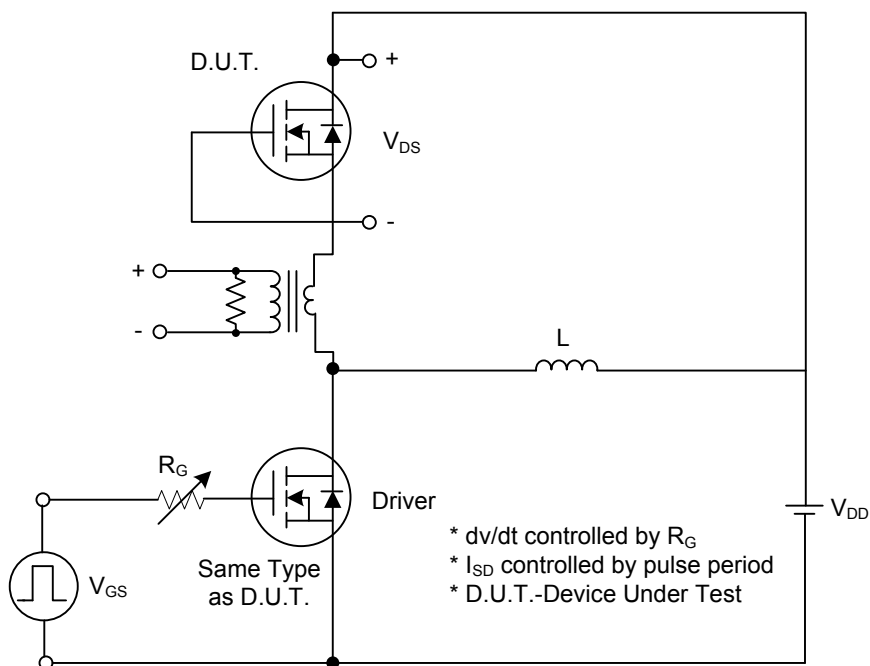 D.U.T.
+
V_DS
-
+
-
L
R_G
Driver
V_DD
V_GS
Same Type
as D.U.T.
* dv/dt controlled by R_G
* I_SD controlled by pulse period
* D.U.T.-Device Under Test